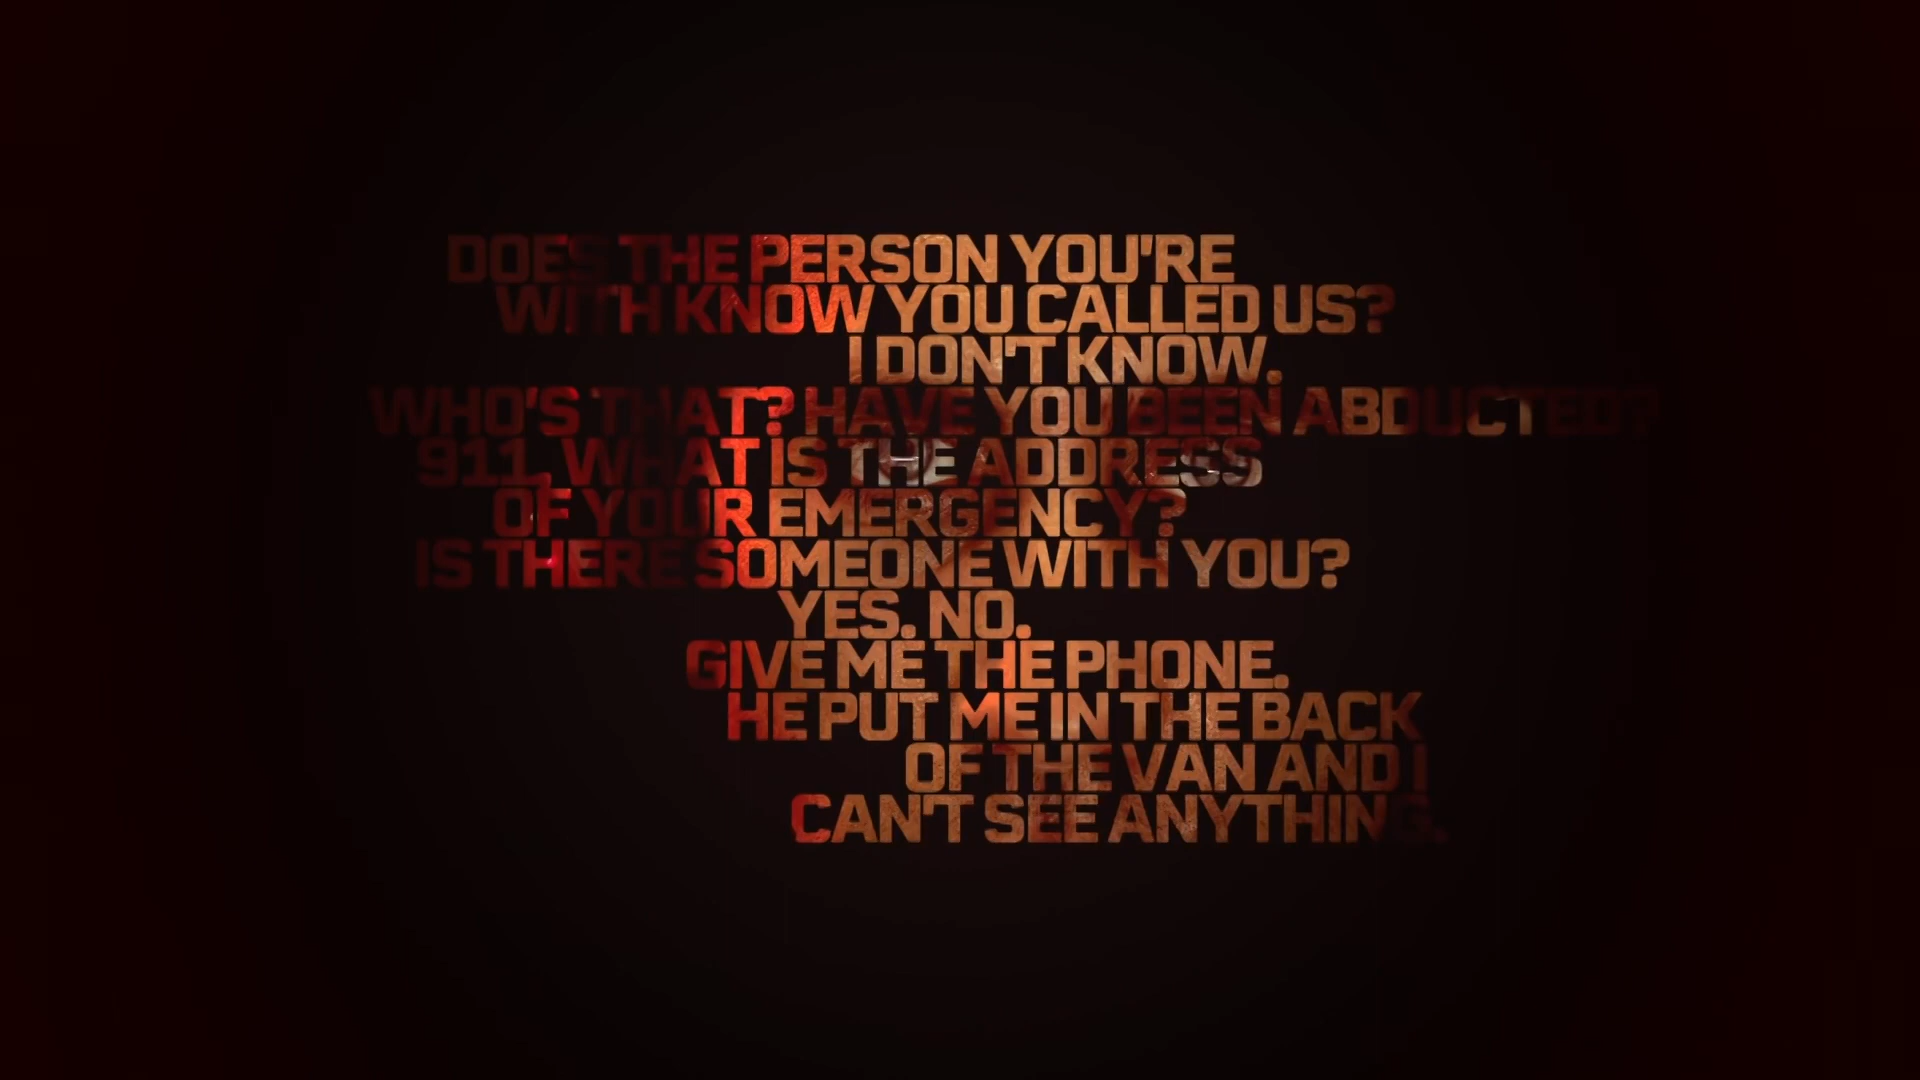 DOES THE PERSON YOU'RE
WITH KNOW YOU CALLED US?
I DON'T KNOW.
WHO'S THAT? HAVE YOU BEEN ABDUCTED?
911, WHAT IS THE ADDRESS
OF YOUR EMERGENCY?
IS THERE SOMEONE WITH YOU?
YES. NO.
GIVE ME THE PHONE.
HE PUT ME IN THE BACK
OF THE VAN AND I
CAN'T SEE ANYTHING.